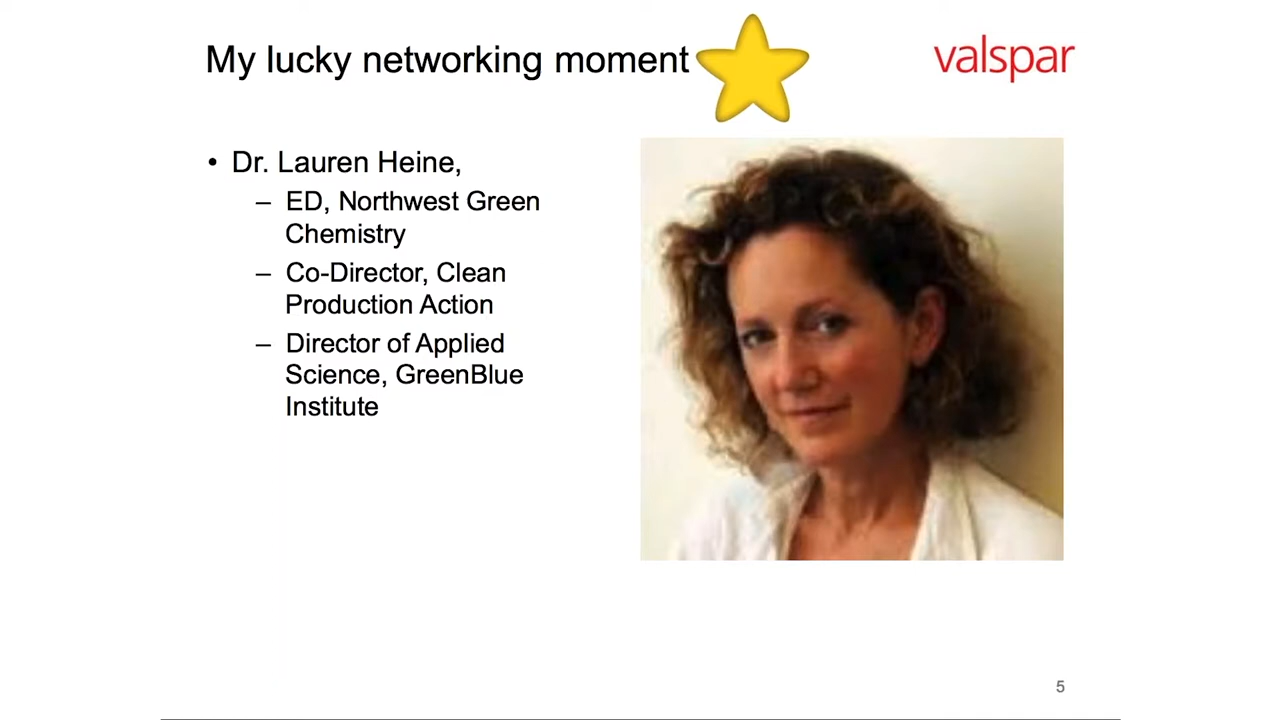 My lucky networking moment
valspar
• Dr. Lauren Heine,
– ED, Northwest Green
Chemistry
– Co-Director, Clean
Production Action
– Director of Applied
Science, GreenBlue
Institute
5